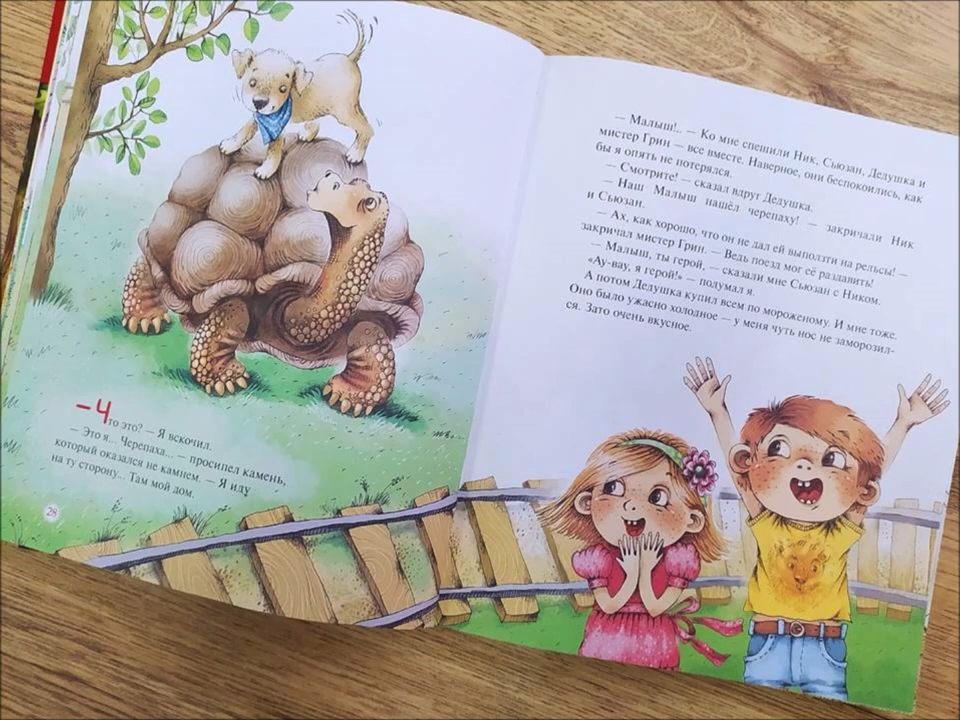 – Что это? – Я вскочил.
– Это я... Черепаха... – просипел камень,
который оказался не камнем. – Я иду
на ту сторону... Там мой дом.
28
– Малыш!.. – Ко мне спешили Ник, Сьюзан, Дедушка и
мистер Грин – все вместе. Наверное, они беспокоились, как
бы я опять не потерялся.
– Смотрите! – сказал вдруг Дедушка.
– Наш Малыш нашёл черепаху! – закричали Ник
и Сьюзан.
– Ах, как хорошо, что он не дал ей выползти на рельсы! –
закричал мистер Грин. – Ведь поезд мог её раздавить!
– Малыш, ты герой, – сказали мне Сьюзан с Ником.
«Ау-вау, я герой!» – подумал я.
А потом Дедушка купил всем по мороженому. И мне тоже.
Оно было ужасно холодное – у меня чуть нос не заморозил-
ся. Зато очень вкусное.